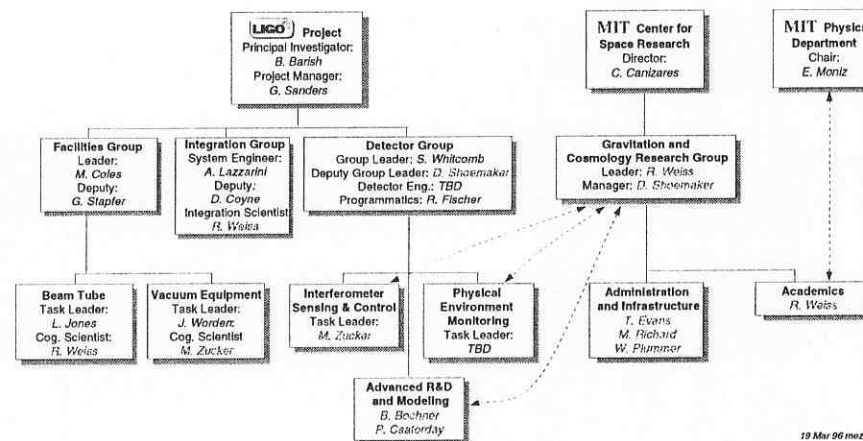 LIGO Project
Principal Investigator:
B. Barish
Project Manager:
G. Sanders
MIT Center for
Space Research
Director:
C. Canizares
MIT Physics
Department
Chair:
E. Moniz
Facilities Group
Leader:
M. Coles
Deputy:
G. Stapfer
Integration Group
System Engineer:
A. Lazzarini
Deputy:
D. Coyne
Integration Scientist
R. Weiss
Detector Group
Group Leader: S. Whitcomb
Deputy Group Leader: D. Shoemaker
Detector Eng.: TBD
Programmatics: R. Fischer
Gravitation and
Cosmology Research Group
Leader: R. Weiss
Manager: D. Shoemaker
Beam Tube
Task Leader:
L. Jones
Cog. Scientist:
R. Weiss
Vacuum Equipment
Task Leader:
J. Worden
Cog. Scientist
M. Zucker
Interferometer
Sensing & Control
Task Leader:
M. Zucker
Physical
Environment
Monitoring
Task Leader:
TBD
Administration
and Infrastructure
T. Evans
M. Richard
W. Plummer
Academics
R. Weiss
Advanced R&D
and Modeling
B. Bochner
P. Csatorday
19 Mar 96 mez